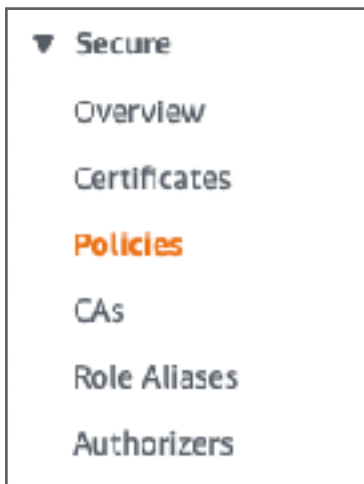 Secure
Overview
Certificates
Policies
CAs
Role Aliases
Authorizers